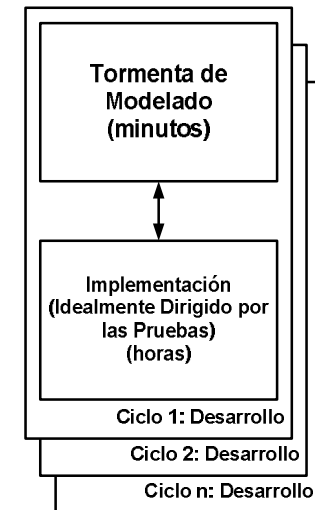 Tormenta de
Modelado
(minutos)
Implementación
(Idealmente Dirigido por
las Pruebas)
(horas)
Ciclo 1: Desarrollo
Ciclo 2: Desarrollo
Ciclo n: Desarrollo